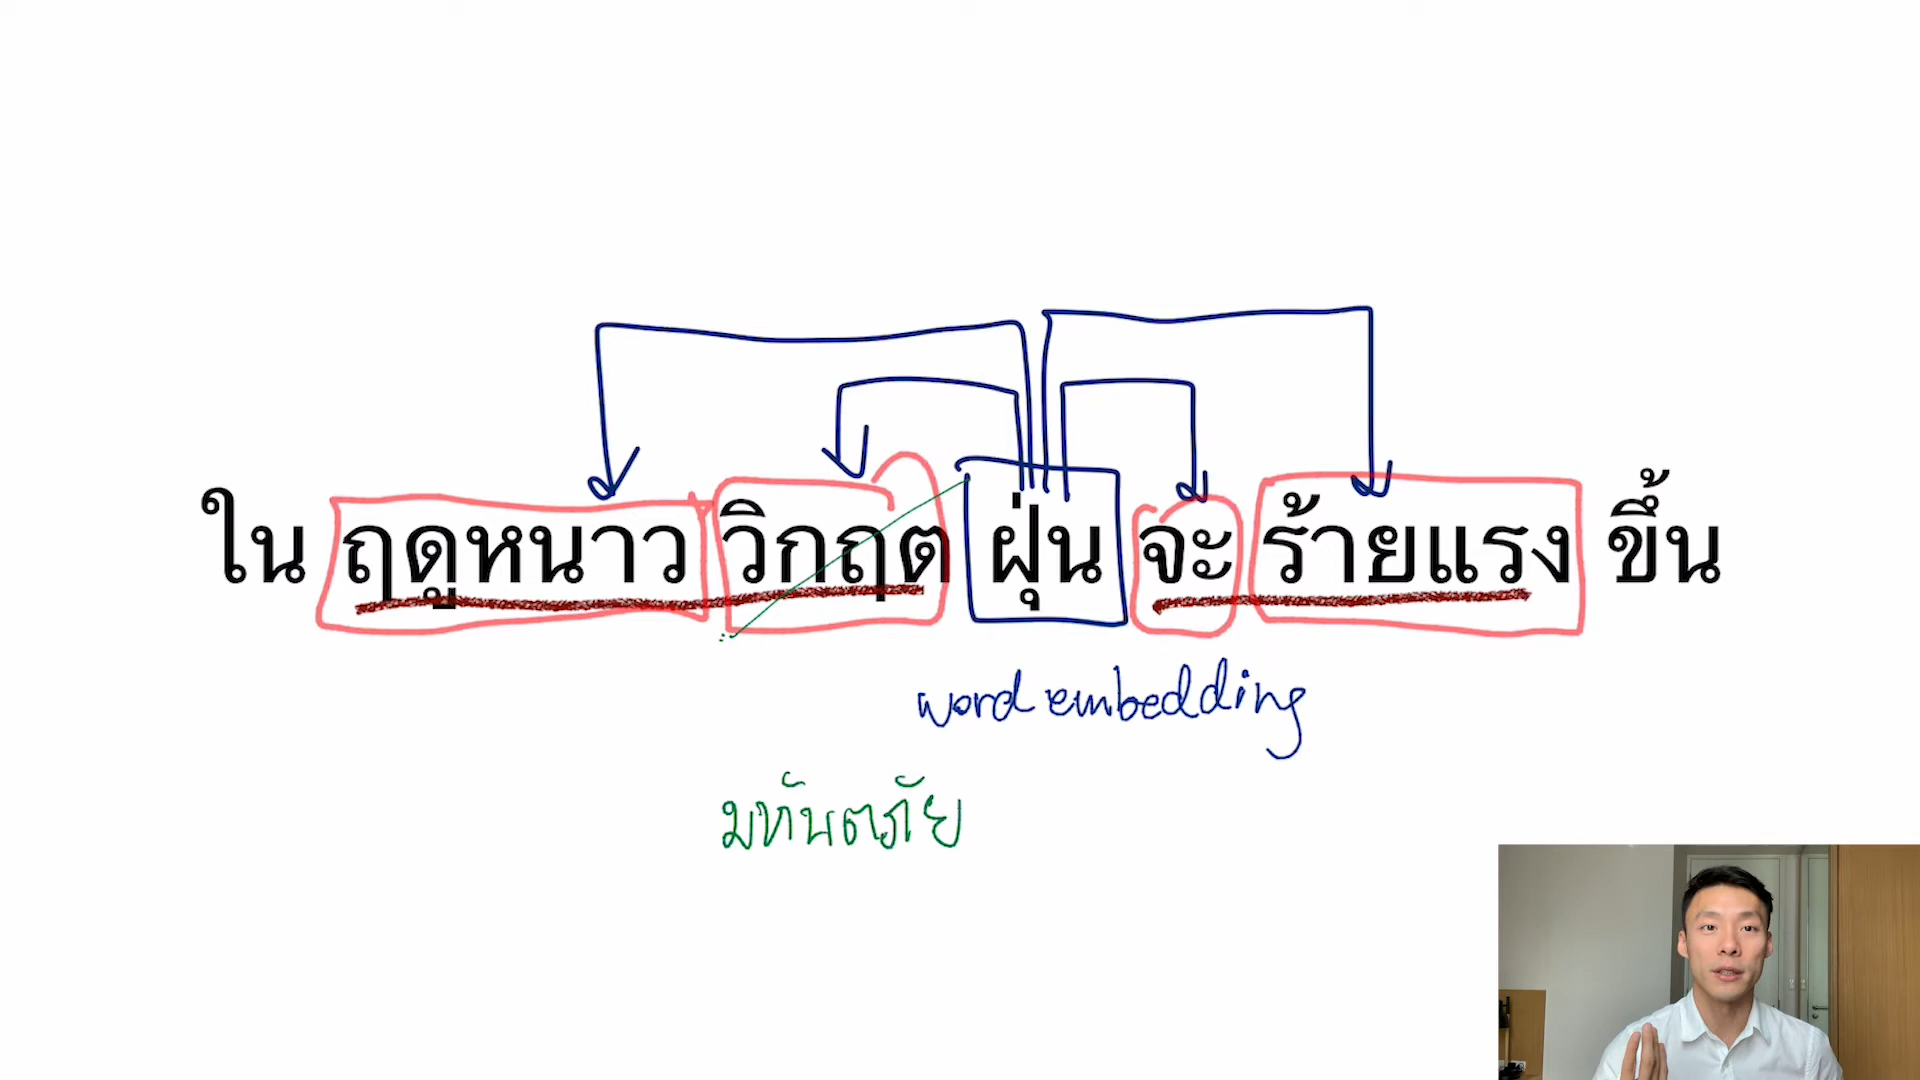 ใน ฤดูหนาว วิกฤต ฝุ่น จะ ร้ายแรง ขึ้น
word embedding
มหันตภัย